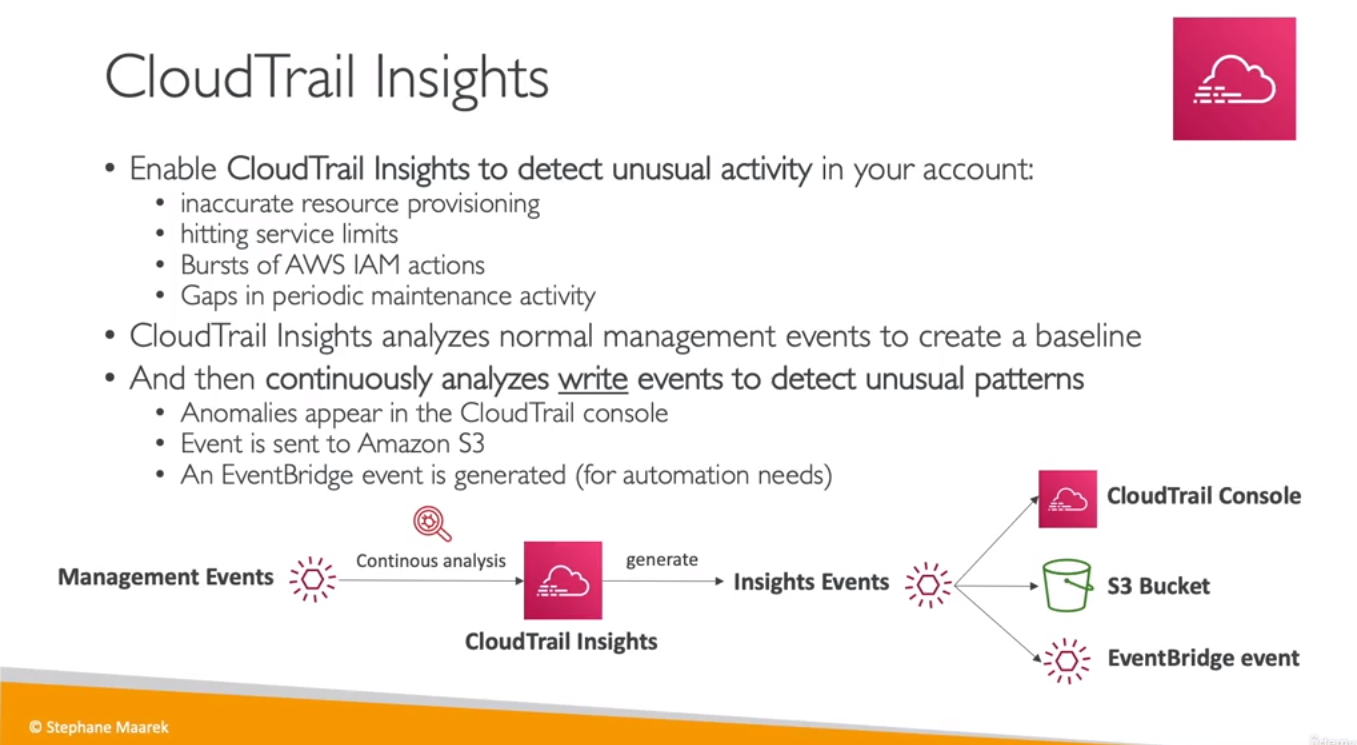 CloudTrail Insights
• Enable CloudTrail Insights to detect unusual activity in your account:
• inaccurate resource provisioning
• hitting service limits
• Bursts of AWS IAM actions
• Gaps in periodic maintenance activity
• CloudTrail Insights analyzes normal management events to create a baseline
• And then continuously analyzes write events to detect unusual patterns
• Anomalies appear in the CloudTrail console
• Event is sent to Amazon S3
• An EventBridge event is generated (for automation needs)
Management Events
Continous analysis
CloudTrail Insights
generate
Insights Events
CloudTrail Console
S3 Bucket
EventBridge event
© Stephane Maarek